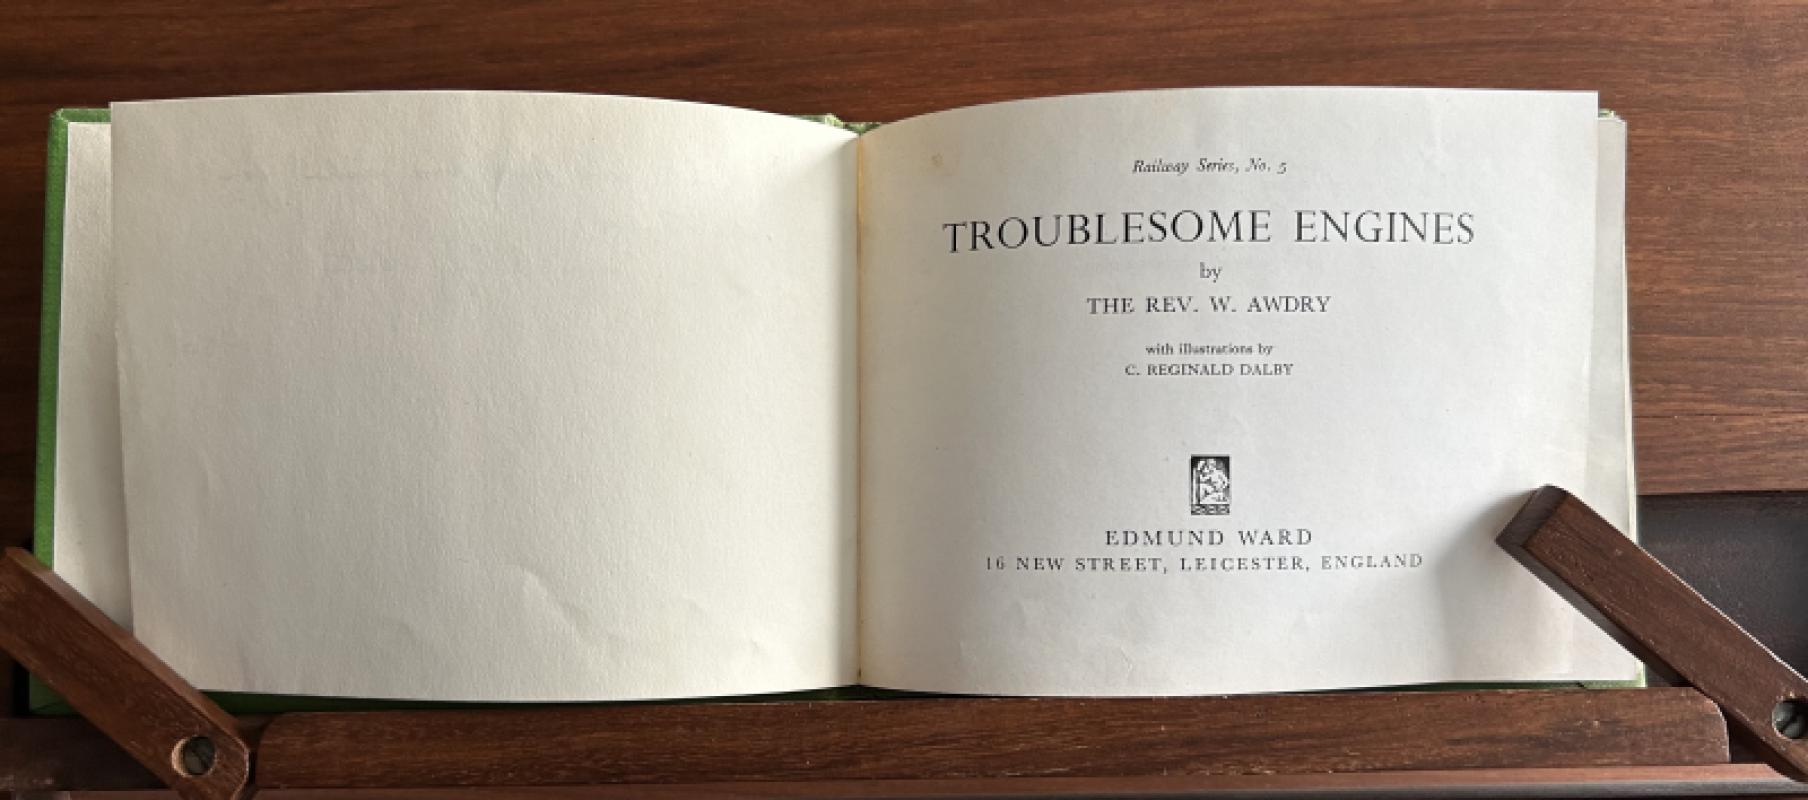 Railway Series, No. 5
TROUBLESOME ENGINES
by
THE REV. W. AWDRY
with illustrations by
C. REGINALD DALBY
EDMUND WARD
16 NEW STREET, LEICESTER, ENGLAND